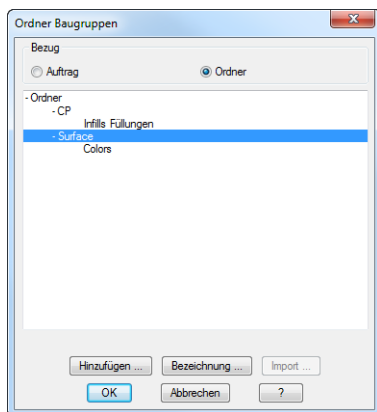 Ordner Baugruppen
Bezug
Auftrag Ordner
- Ordner
- CP
Infills Füllungen
- Surface
Colors
Hinzufügen ... Bezeichnung ... Import ...
OK Abbrechen ?